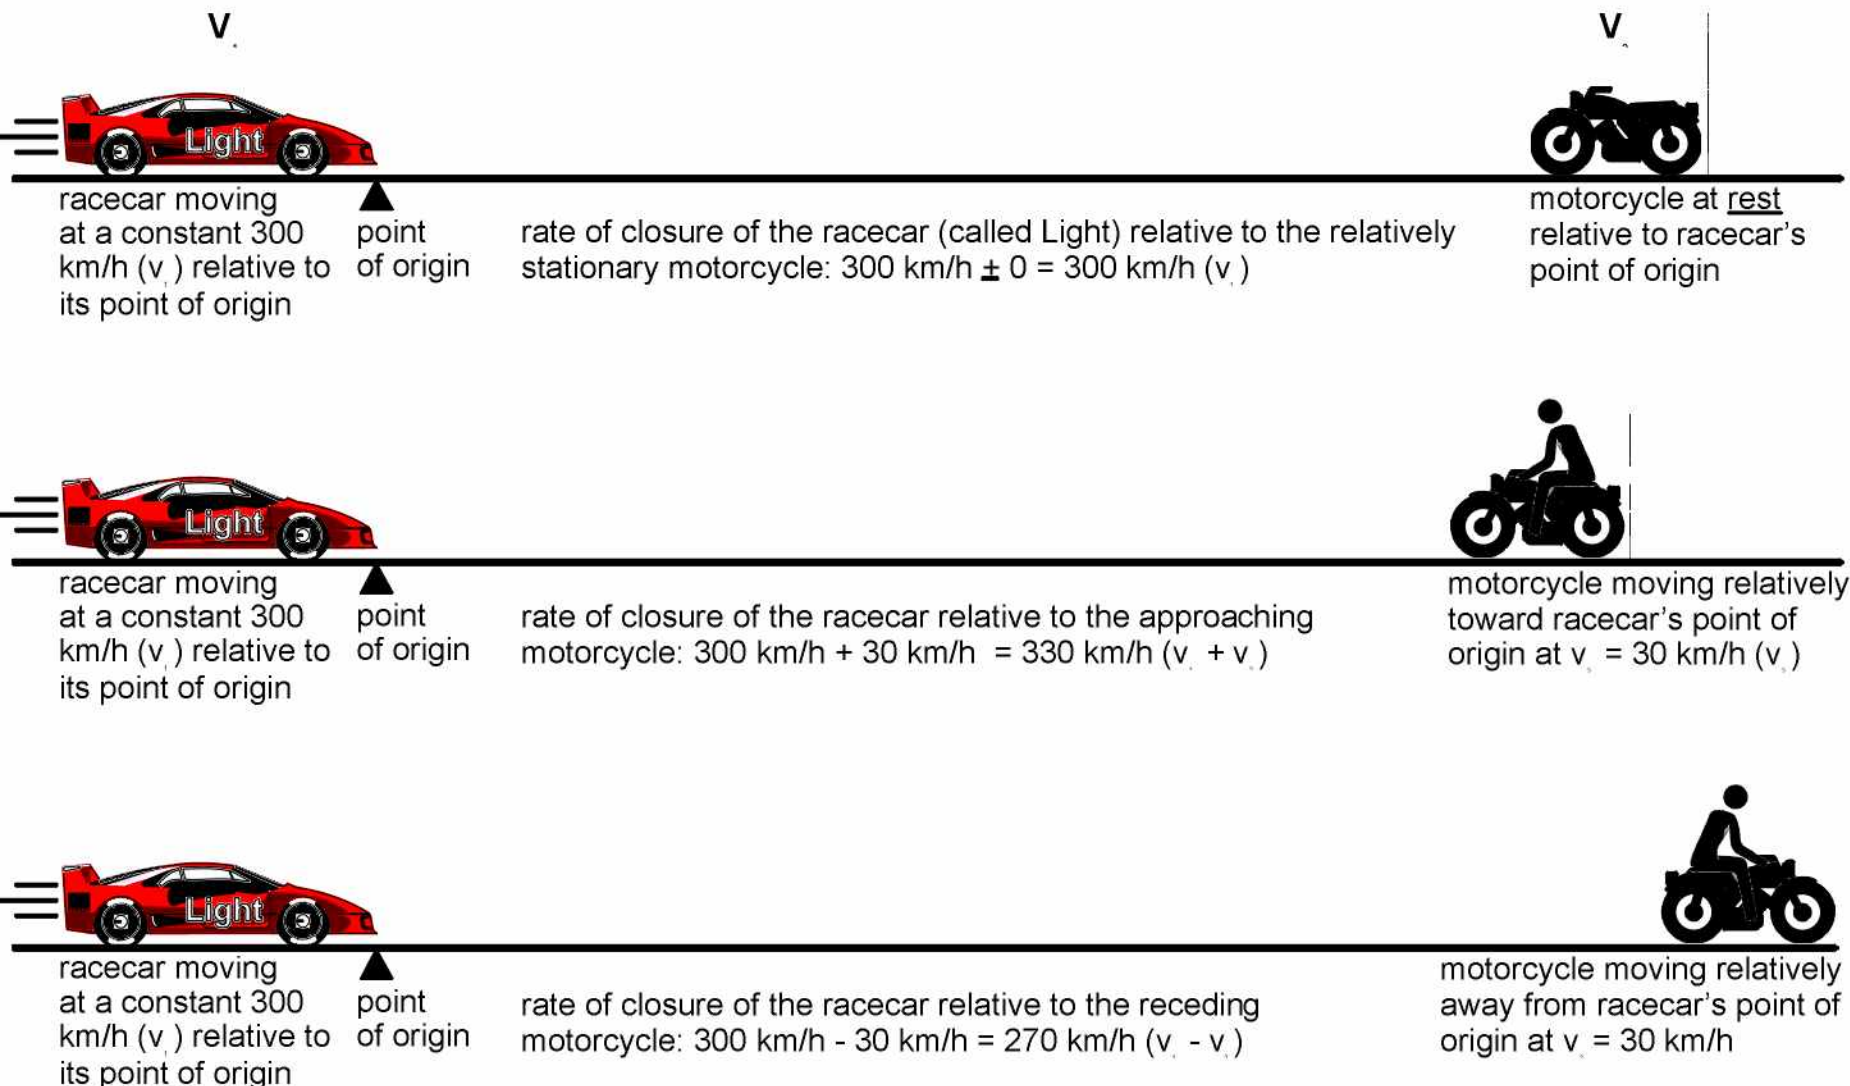 V
V
Light
racecar moving
at a constant 300
km/h (v ) relative to
its point of origin
point
of origin
rate of closure of the racecar (called Light) relative to the relatively
stationary motorcycle: 300 km/h ± 0 = 300 km/h (v )
motorcycle at rest
relative to racecar's
point of origin
Light
racecar moving
at a constant 300
km/h (v ) relative to
its point of origin
point
of origin
rate of closure of the racecar relative to the approaching
motorcycle: 300 km/h + 30 km/h = 330 km/h (v + v )
motorcycle moving relatively
toward racecar's point of
origin at v = 30 km/h (v )
Light
racecar moving
at a constant 300
km/h (v ) relative to
its point of origin
point
of origin
rate of closure of the racecar relative to the receding
motorcycle: 300 km/h - 30 km/h = 270 km/h (v - v )
motorcycle moving relatively
away from racecar's point of
origin at v = 30 km/h